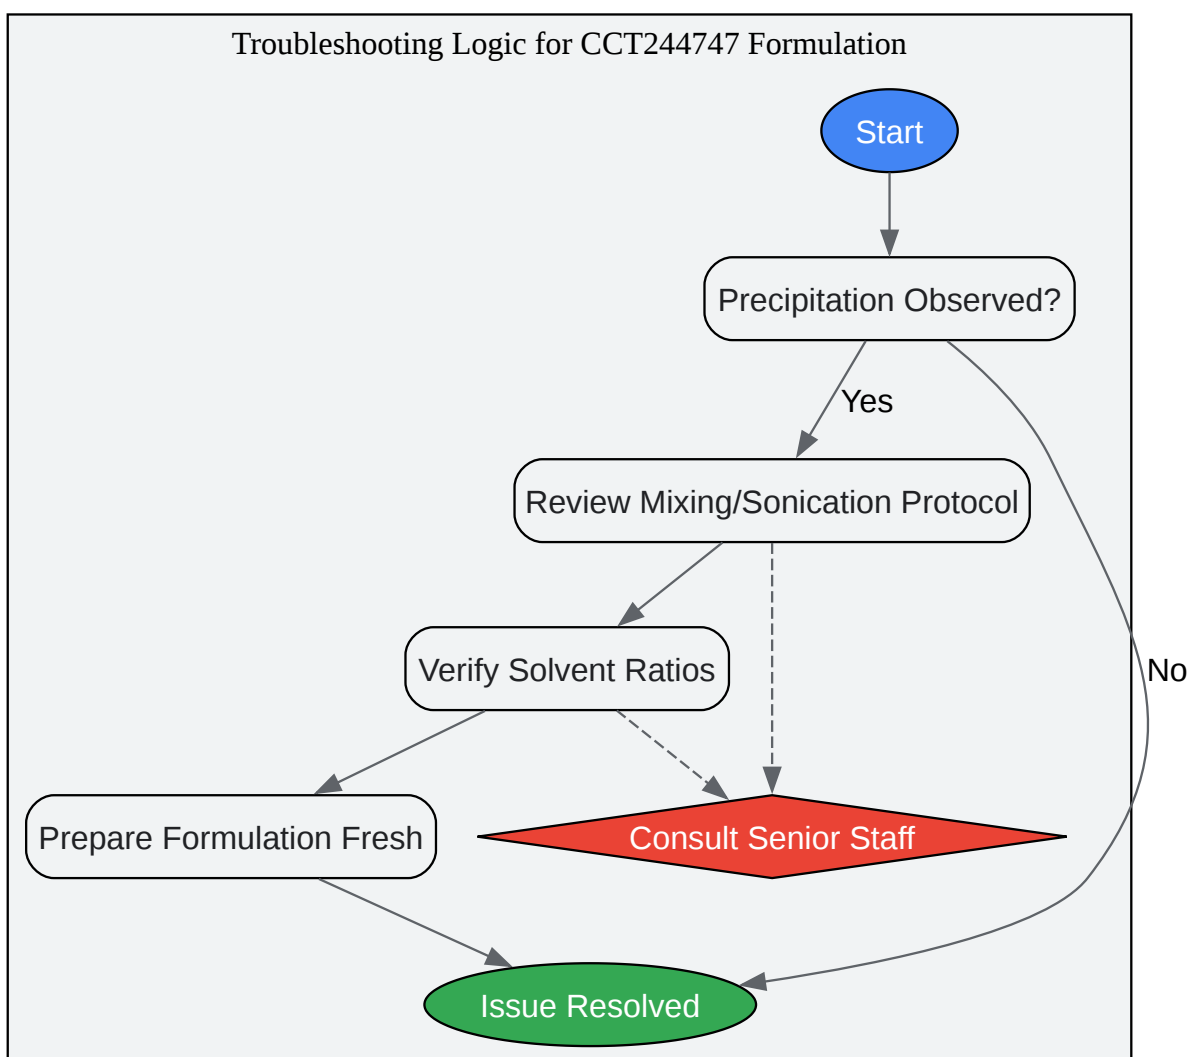 Troubleshooting Logic for CCT244747 Formulation
Start
Precipitation Observed?
Yes
Review Mixing/Sonication Protocol
Verify Solvent Ratios
No
Prepare Formulation Fresh
Consult Senior Staff
Issue Resolved